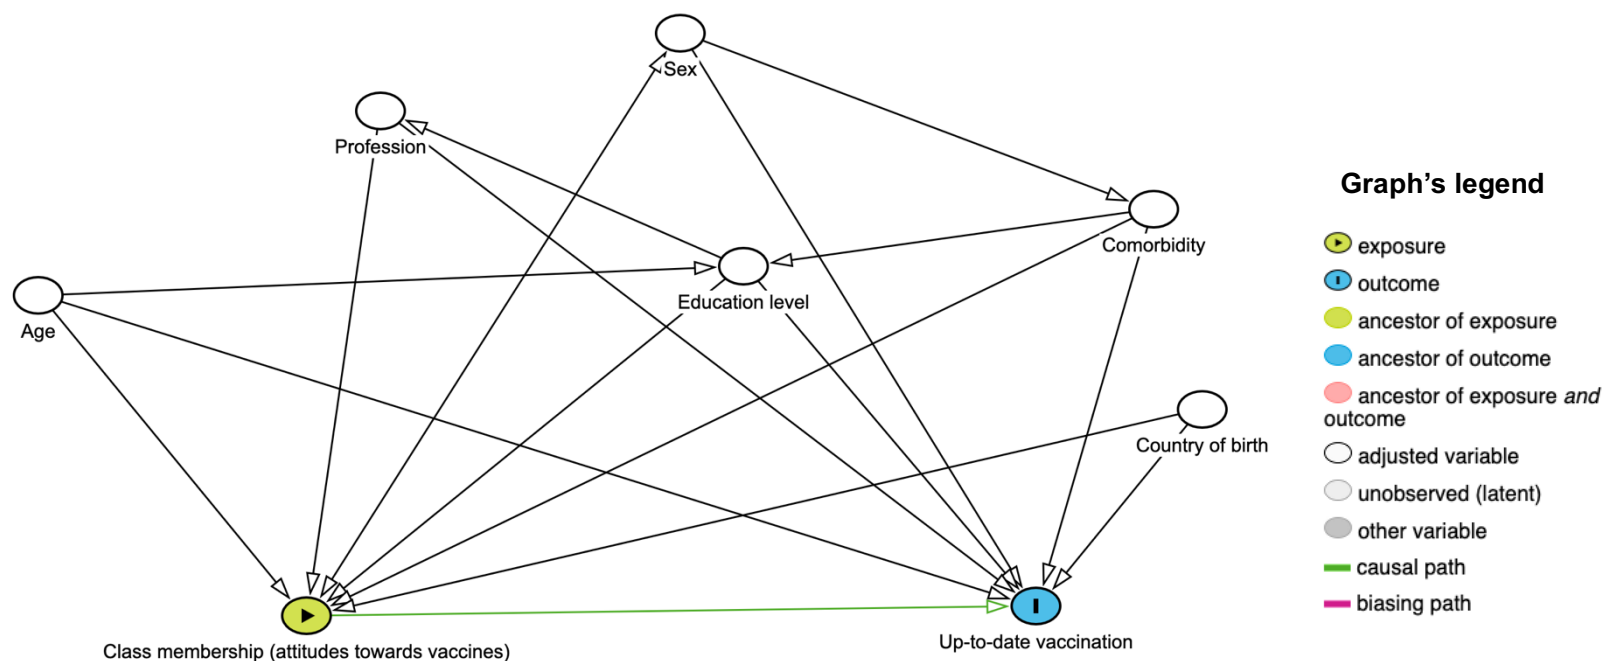 Sex
Profession
Comorbidity
Education level
Age
Country of birth
Up-to-date vaccination
Class membership (attitudes towards vaccines)
Graph’s legend
exposure
outcome
ancestor of exposure
ancestor of outcome
ancestor of exposure and
outcome
adjusted variable
unobserved (latent)
other variable
causal path
biasing path